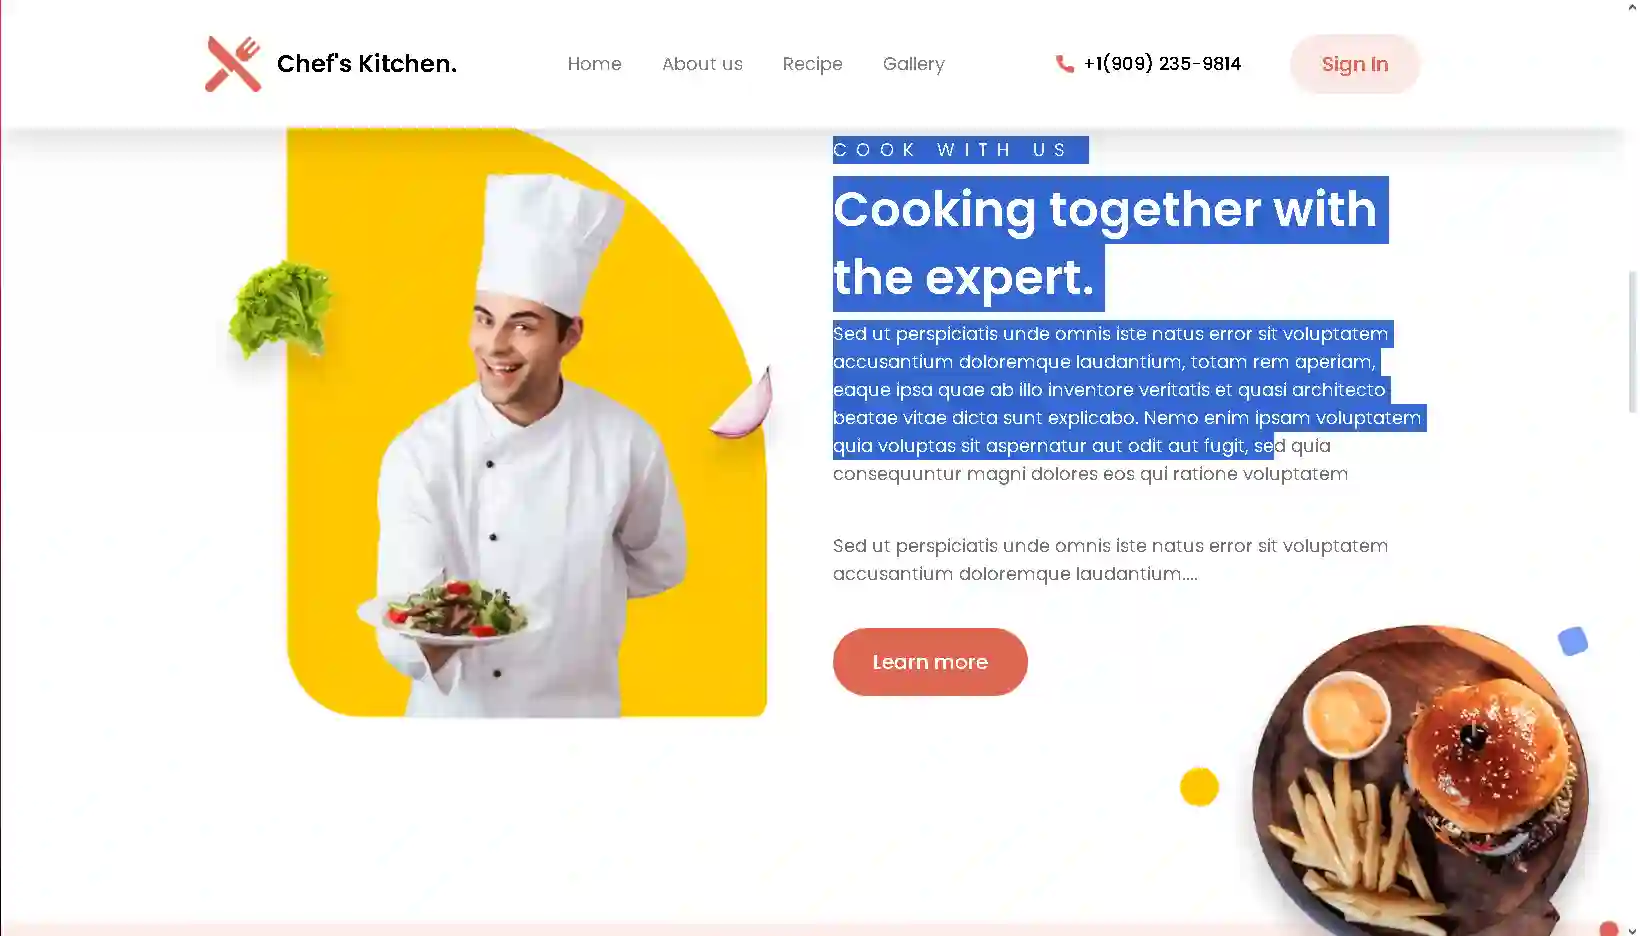 Chef's Kitchen.
Home About us Recipe Gallery
+1(909) 235-9814
Sign In
COOK WITH US
Cooking together with
the expert.
Sed ut perspiciatis unde omnis iste natus error sit voluptatem
accusantium doloremque laudantium, totam rem aperiam,
eaque ipsa quae ab illo inventore veritatis et quasi architecto
beatae vitae dicta sunt explicabo. Nemo enim ipsam voluptatem
quia voluptas sit aspernatur aut odit aut fugit, sed quia
consequuntur magni dolores eos qui ratione voluptatem
Sed ut perspiciatis unde omnis iste natus error sit voluptatem
accusantium doloremque laudantium....
Learn more